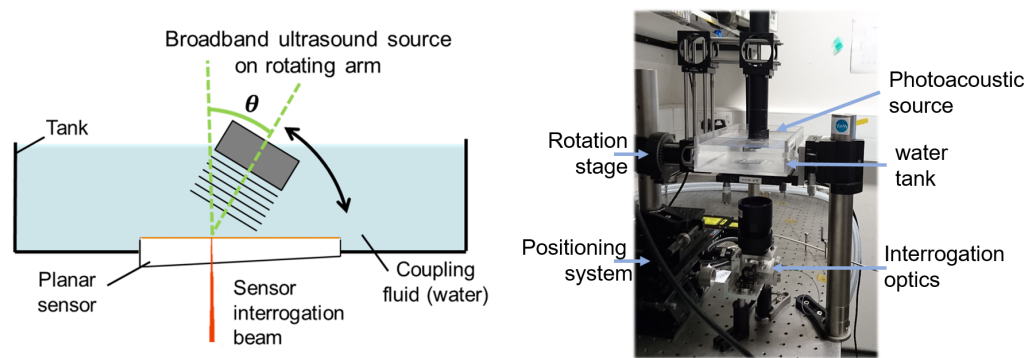 Broadband ultrasound source
on rotating arm
θ
Tank
Planar
sensor
Sensor
interrogation
beam
Coupling
fluid (water)
Photoacoustic
source
Rotation
stage
water
tank
Positioning
system
Interrogation
optics